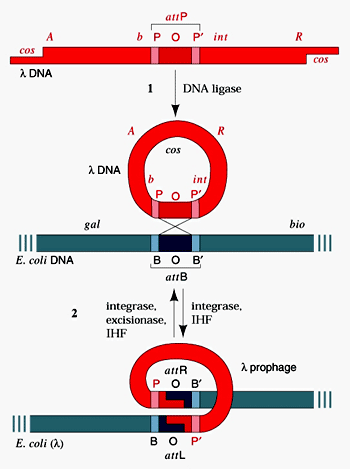 attP
A b P O P' int R
cos
λ DNA
cos
1 DNA ligase
A R
cos
λ DNA
b int
P O P'
gal bio
E. coli DNA
B O B'
attB
2 integrase, excisionase, IHF
integrase, IHF
attR
λ prophage
P O B'
E. coli (λ)
B O P'
attL